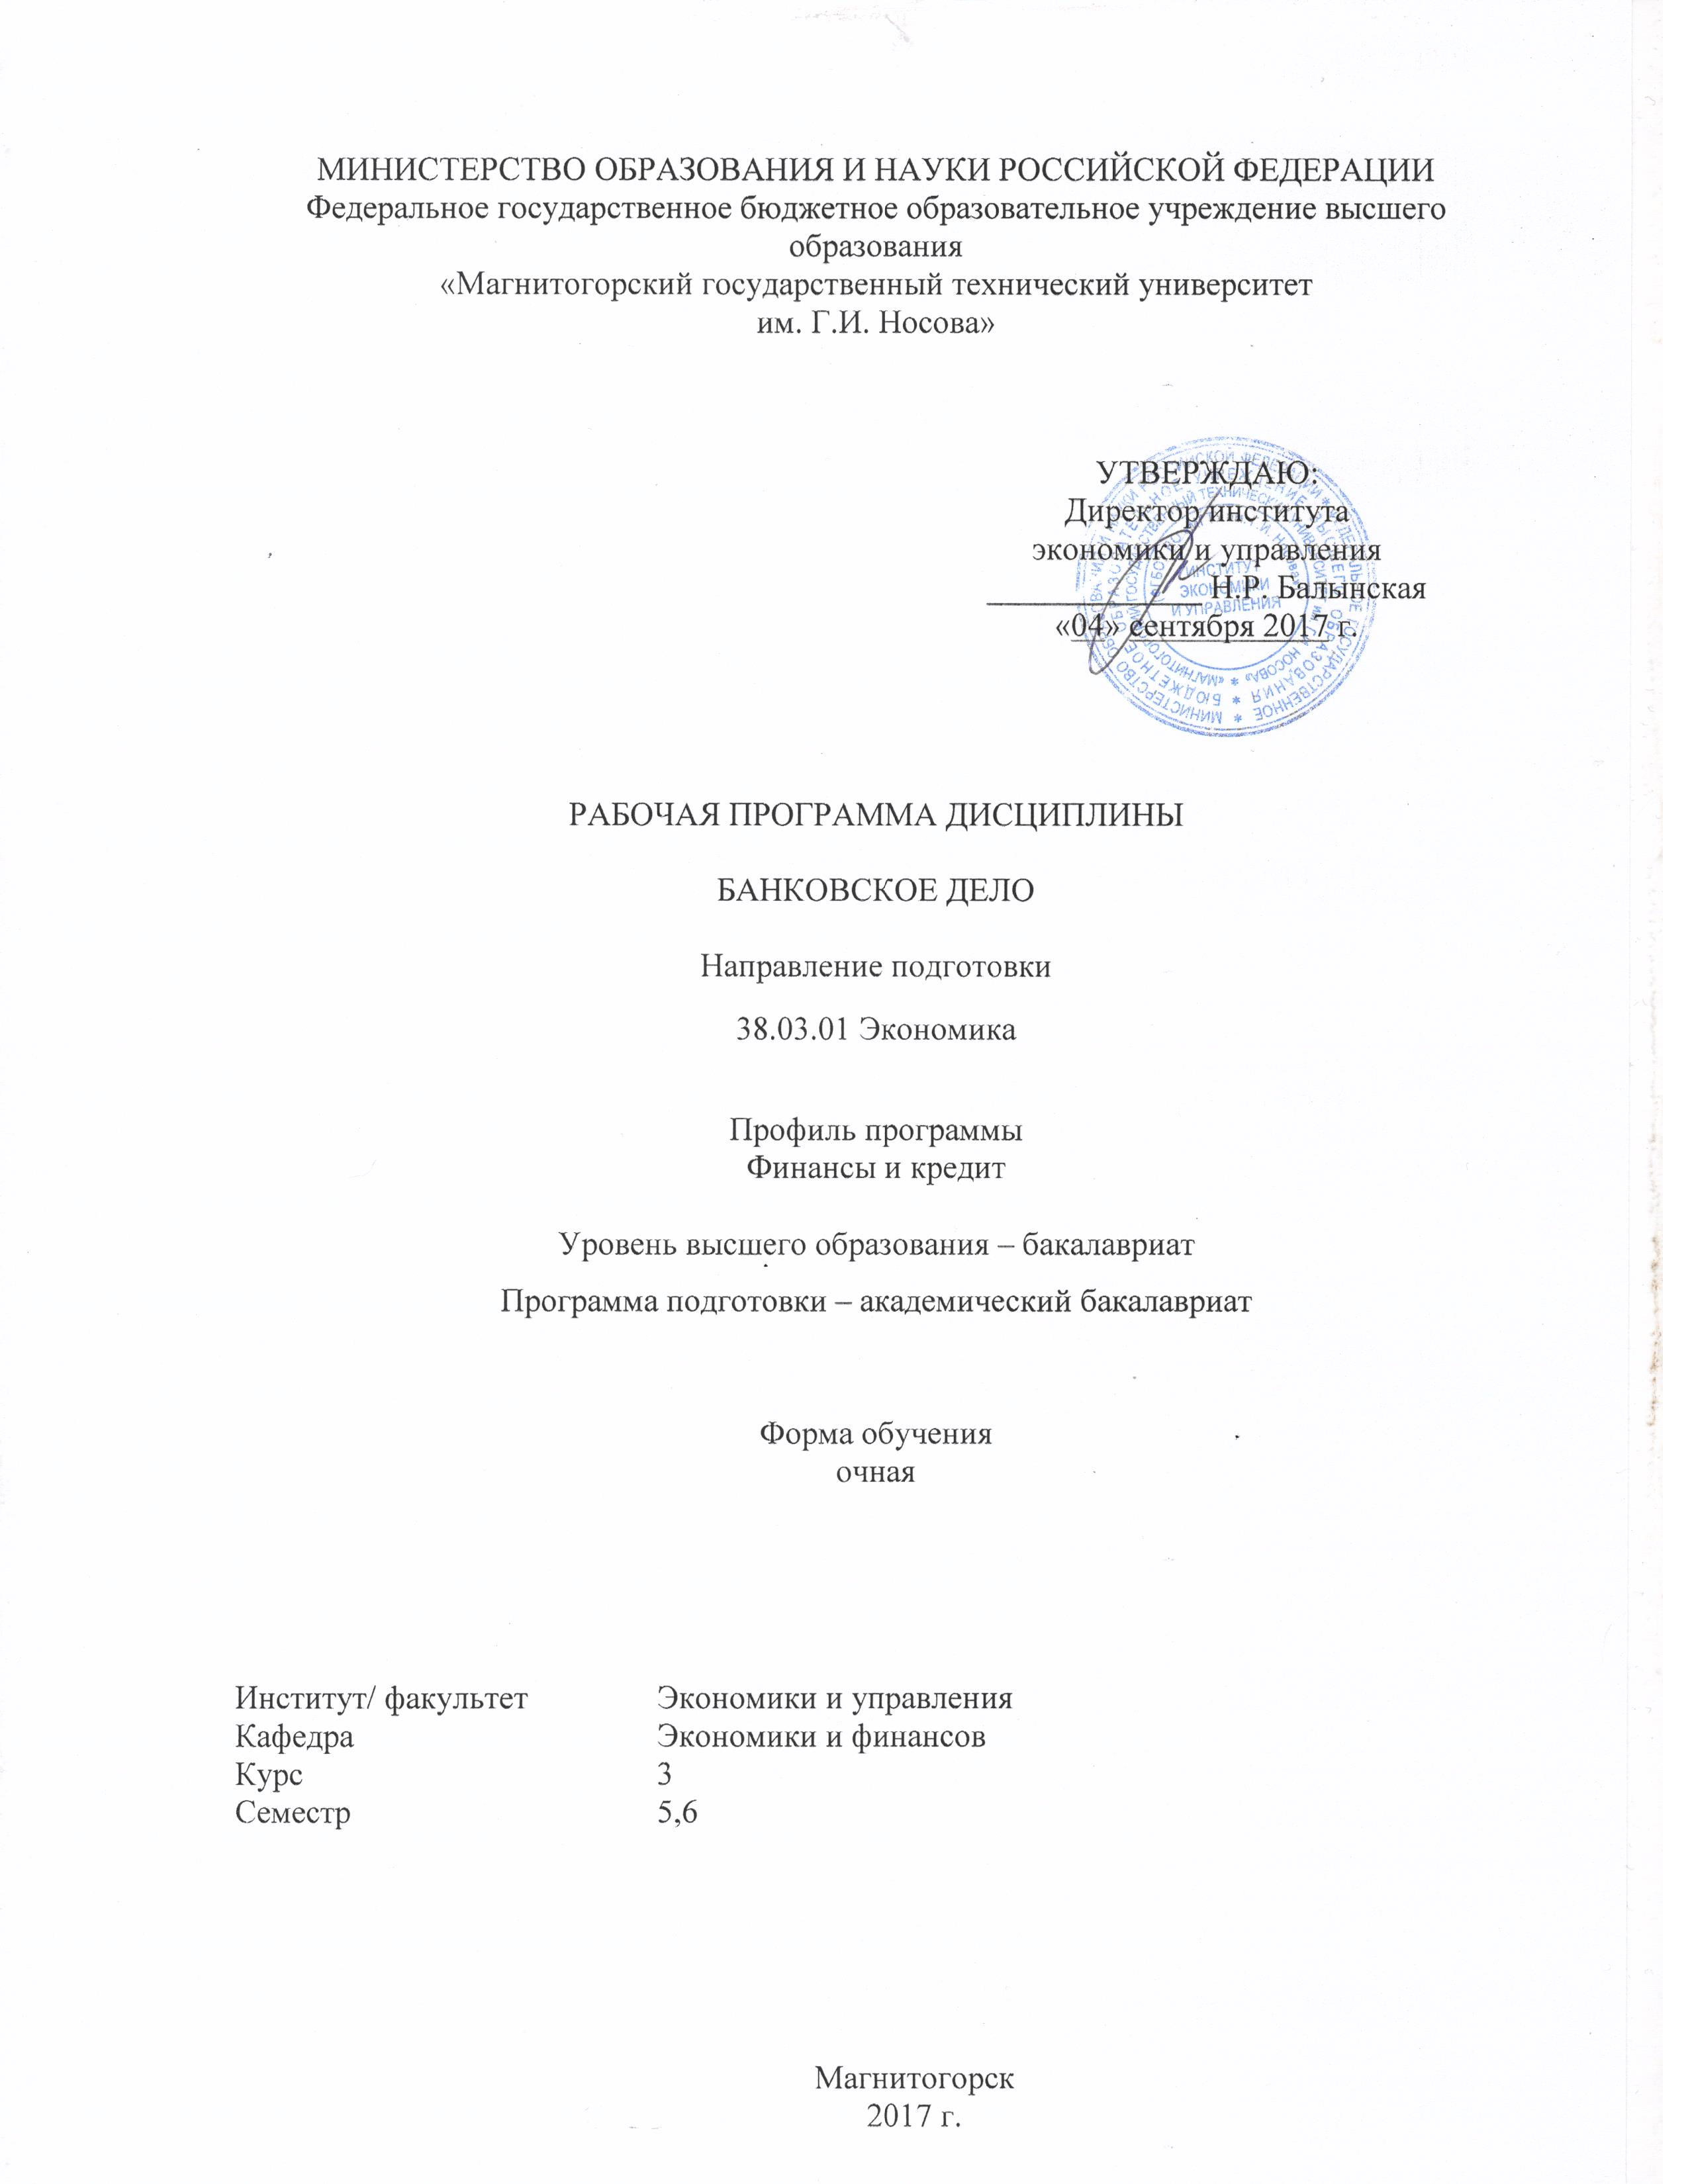 МИНИСТЕРСТВО ОБРАЗОВАНИЯ И НАУКИ РОССИЙСКОЙ ФЕДЕРАЦИИ
Федеральное государственное бюджетное образовательное учреждение высшего
образования
«Магнитогорский государственный технический университет
им. Г.И. Носова»
УТВЕРЖДАЮ:
Директор института
экономики и управления
Н.Р. Балынская
«04» сентября 2017 г.
ИНСТИТУТ
ЭКОНОМИКИ
И УПРАВЛЕНИЯ
РАБОЧАЯ ПРОГРАММА ДИСЦИПЛИНЫ
БАНКОВСКОЕ ДЕЛО
Направление подготовки
38.03.01 Экономика
Профиль программы
Финансы и кредит
Уровень высшего образования – бакалавриат
Программа подготовки – академический бакалавриат
Форма обучения
очная
Институт/ факультет Экономики и управления
Кафедра Экономики и финансов
Курс 3
Семестр 5,6
Магнитогорск
2017 г.